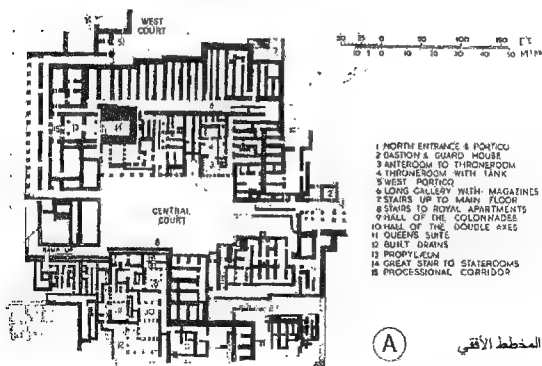 WEST
COURT
CENTRAL
COURT
1 NORTH ENTRANCE & PORTICO
2 BASTION & GUARD HOUSE
3 ANTEROOM TO THRONEROOM
4 THRONEROOM WITH TANK
5 WEST PORTICO
6 LONG GALLERY WITH MAGAZINES
7 STAIRS UP TO MAIN FLOOR
8 STAIRS TO ROYAL APARTMENTS
9 HALL OF THE COLONNADES
10 HALL OF THE DOUBLE AXES
11 QUEENS SUITE
12 BUILT DRAINS
13 PROPYLÆUM
14 GREAT STAIR TO STATEROOMS
15 PROCESSIONAL CORRIDOR
A
المخطط الأفقي